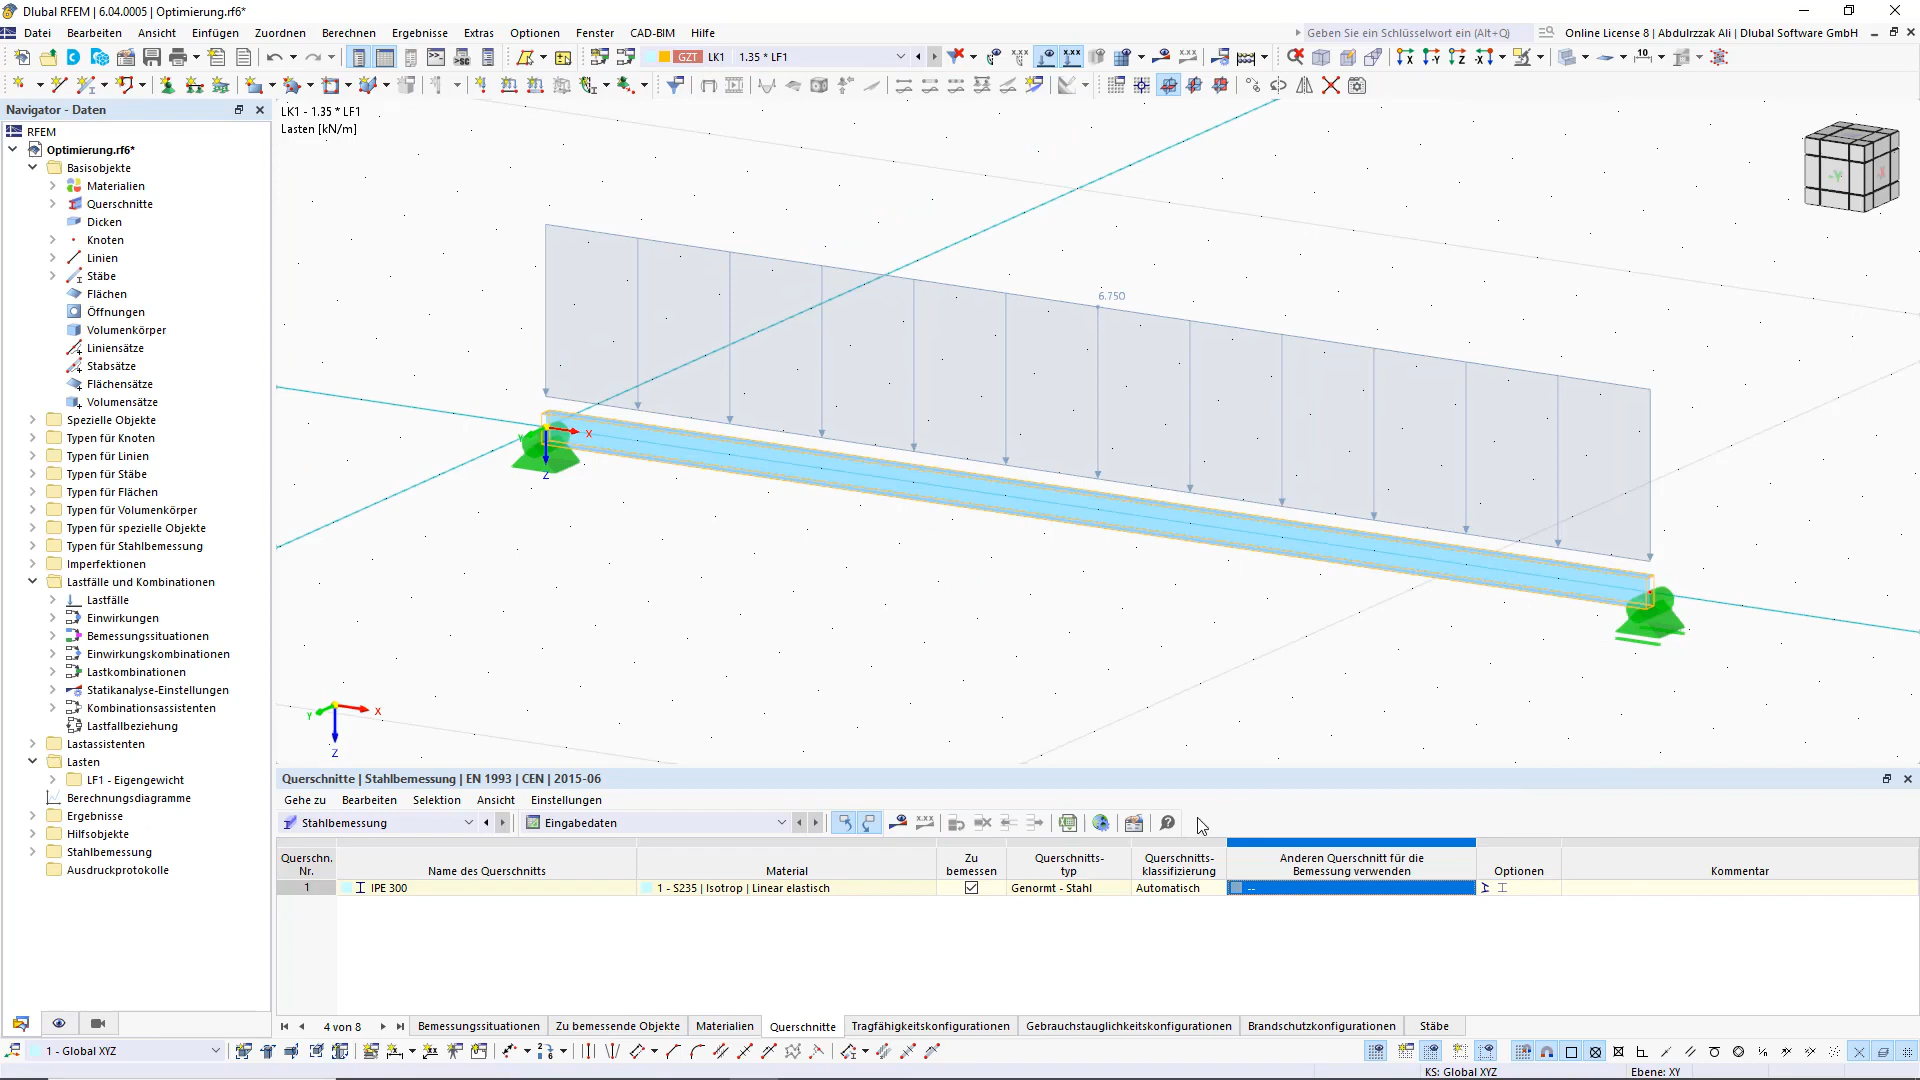 Dlubal RFEM | 6.04.0005 | Optimierung.rf6*
Datei Bearbeiten Ansicht Einfügen Zuordnen Berechnen Ergebnisse Extras Optionen Fenster CAD-BIM Hilfe
Geben Sie ein Schlüsselwort ein (Alt+Q)
Online License 8 | Abdulrzzak Ali | Dlubal Software GmbH
GZT LK1 1.35 * LF1
Navigator - Daten
RFEM
Optimierung.rf6*
Basisobjekte
Materialien
Querschnitte
Dicken
Knoten
Linien
Stäbe
Flächen
Öffnungen
Volumenkörper
Liniensätze
Stabsätze
Flächensätze
Volumensätze
Spezielle Objekte
Typen für Knoten
Typen für Linien
Typen für Stäbe
Typen für Flächen
Typen für Volumenkörper
Typen für spezielle Objekte
Typen für Stahlbemessung
Imperfektionen
Lastfälle und Kombinationen
Lastfälle
Einwirkungen
Bemessungssituationen
Einwirkungskombinationen
Lastkombinationen
Statikanalyse-Einstellungen
Kombinationsassistenten
Lastfallbeziehung
Lastassistenten
Lasten
LF1 - Eigengewicht
Berechnungsdiagramme
Ergebnisse
Hilfsobjekte
Stahlbemessung
Ausdruckprotokolle
LK1 - 1.35 * LF1
Lasten [kN/m]
6.750
X
Z
X
Y
Z
-Y
-X
Querschnitte | Stahlbemessung | EN 1993 | CEN | 2015-06
Gehe zu Bearbeiten Selektion Ansicht Einstellungen
Stahlbemessung Eingabedaten
Querschn. Nr.
Name des Querschnitts
Material
Zu bemessen
Querschnitts-typ
Querschnitts-klassifizierung
Anderen Querschnitt für die Bemessung verwenden
Optionen
Kommentar
1 IPE 300 1 - S235 | Isotrop | Linear elastisch Genormt - Stahl Automatisch --
4 von 8 Bemessungssituationen Zu bemessende Objekte Materialien Querschnitte Tragfähigkeitskonfigurationen Gebrauchstauglichkeitskonfigurationen Brandschutzkonfigurationen Stäbe
1 - Global XYZ
KS: Global XYZ Ebene: XY